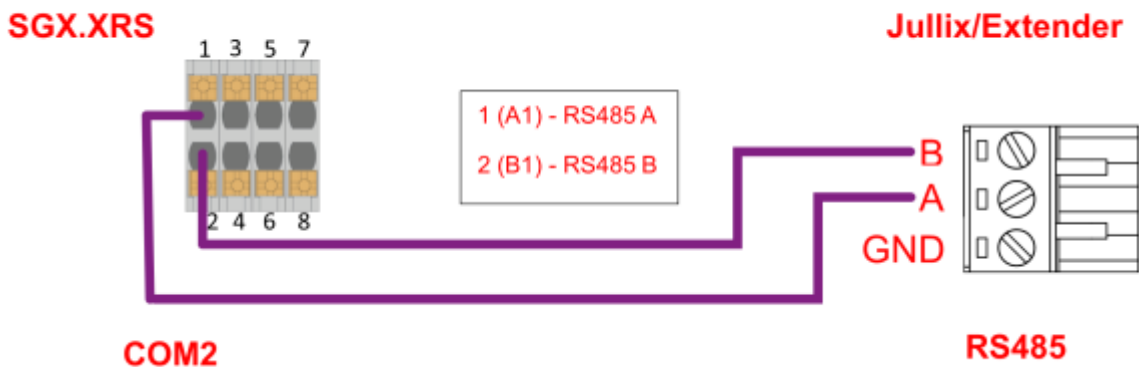 SGX.XRS
Jullix/Extender
1 3 5 7
1 (A1) - RS485 A
2 (B1) - RS485 B
B
A
GND
2 4 6 8
COM2
RS485